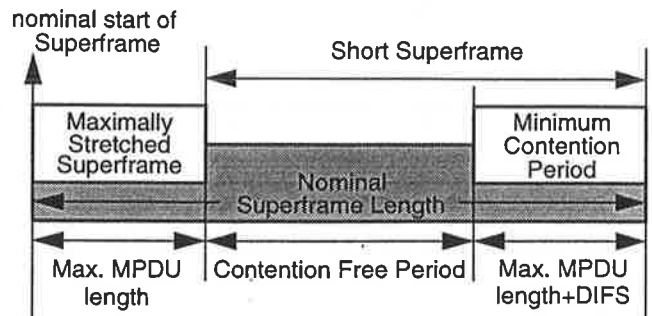 nominal start of
Superframe
Short Superframe
Maximally
Stretched
Superframe
Minimum
Contention
Period
Nominal
Superframe Length
Max. MPDU
length
Contention Free Period
Max. MPDU
length+DIFS